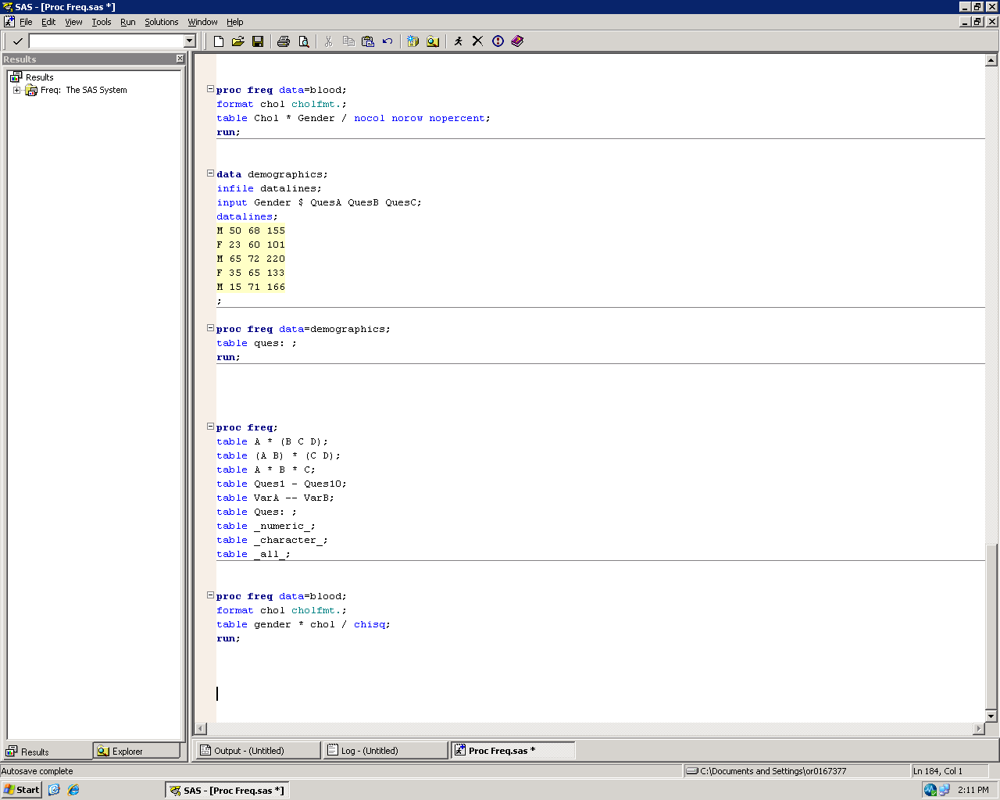 SAS - [Proc Freq.sas *]
File Edit View Tools Run Solutions Window Help
Results
Results
Freq: The SAS System
proc freq data=blood;
format chol cholfmt.;
table Chol * Gender / nocol norow nopercent;
run;
data demographics;
infile datalines;
input Gender $ QuesA QuesB QuesC;
datalines;
M 50 68 155
F 23 60 101
M 65 72 220
F 35 65 133
M 15 71 166
;
proc freq data=demographics;
table ques: ;
run;
proc freq;
table A * (B C D);
table (A B) * (C D);
table A * B * C;
table Ques1 - Ques10;
table VarA -- VarB;
table Ques: ;
table _numeric_;
table _character_;
table _all_;
proc freq data=blood;
format chol cholfmt.;
table gender * chol / chisq;
run;
Results Explorer
Output - (Untitled) Log - (Untitled) Proc Freq.sas *
Autosave complete C:\Documents and Settings\or0167377 Ln 184, Col 1
Start SAS - [Proc Freq.sas *] 2:11 PM